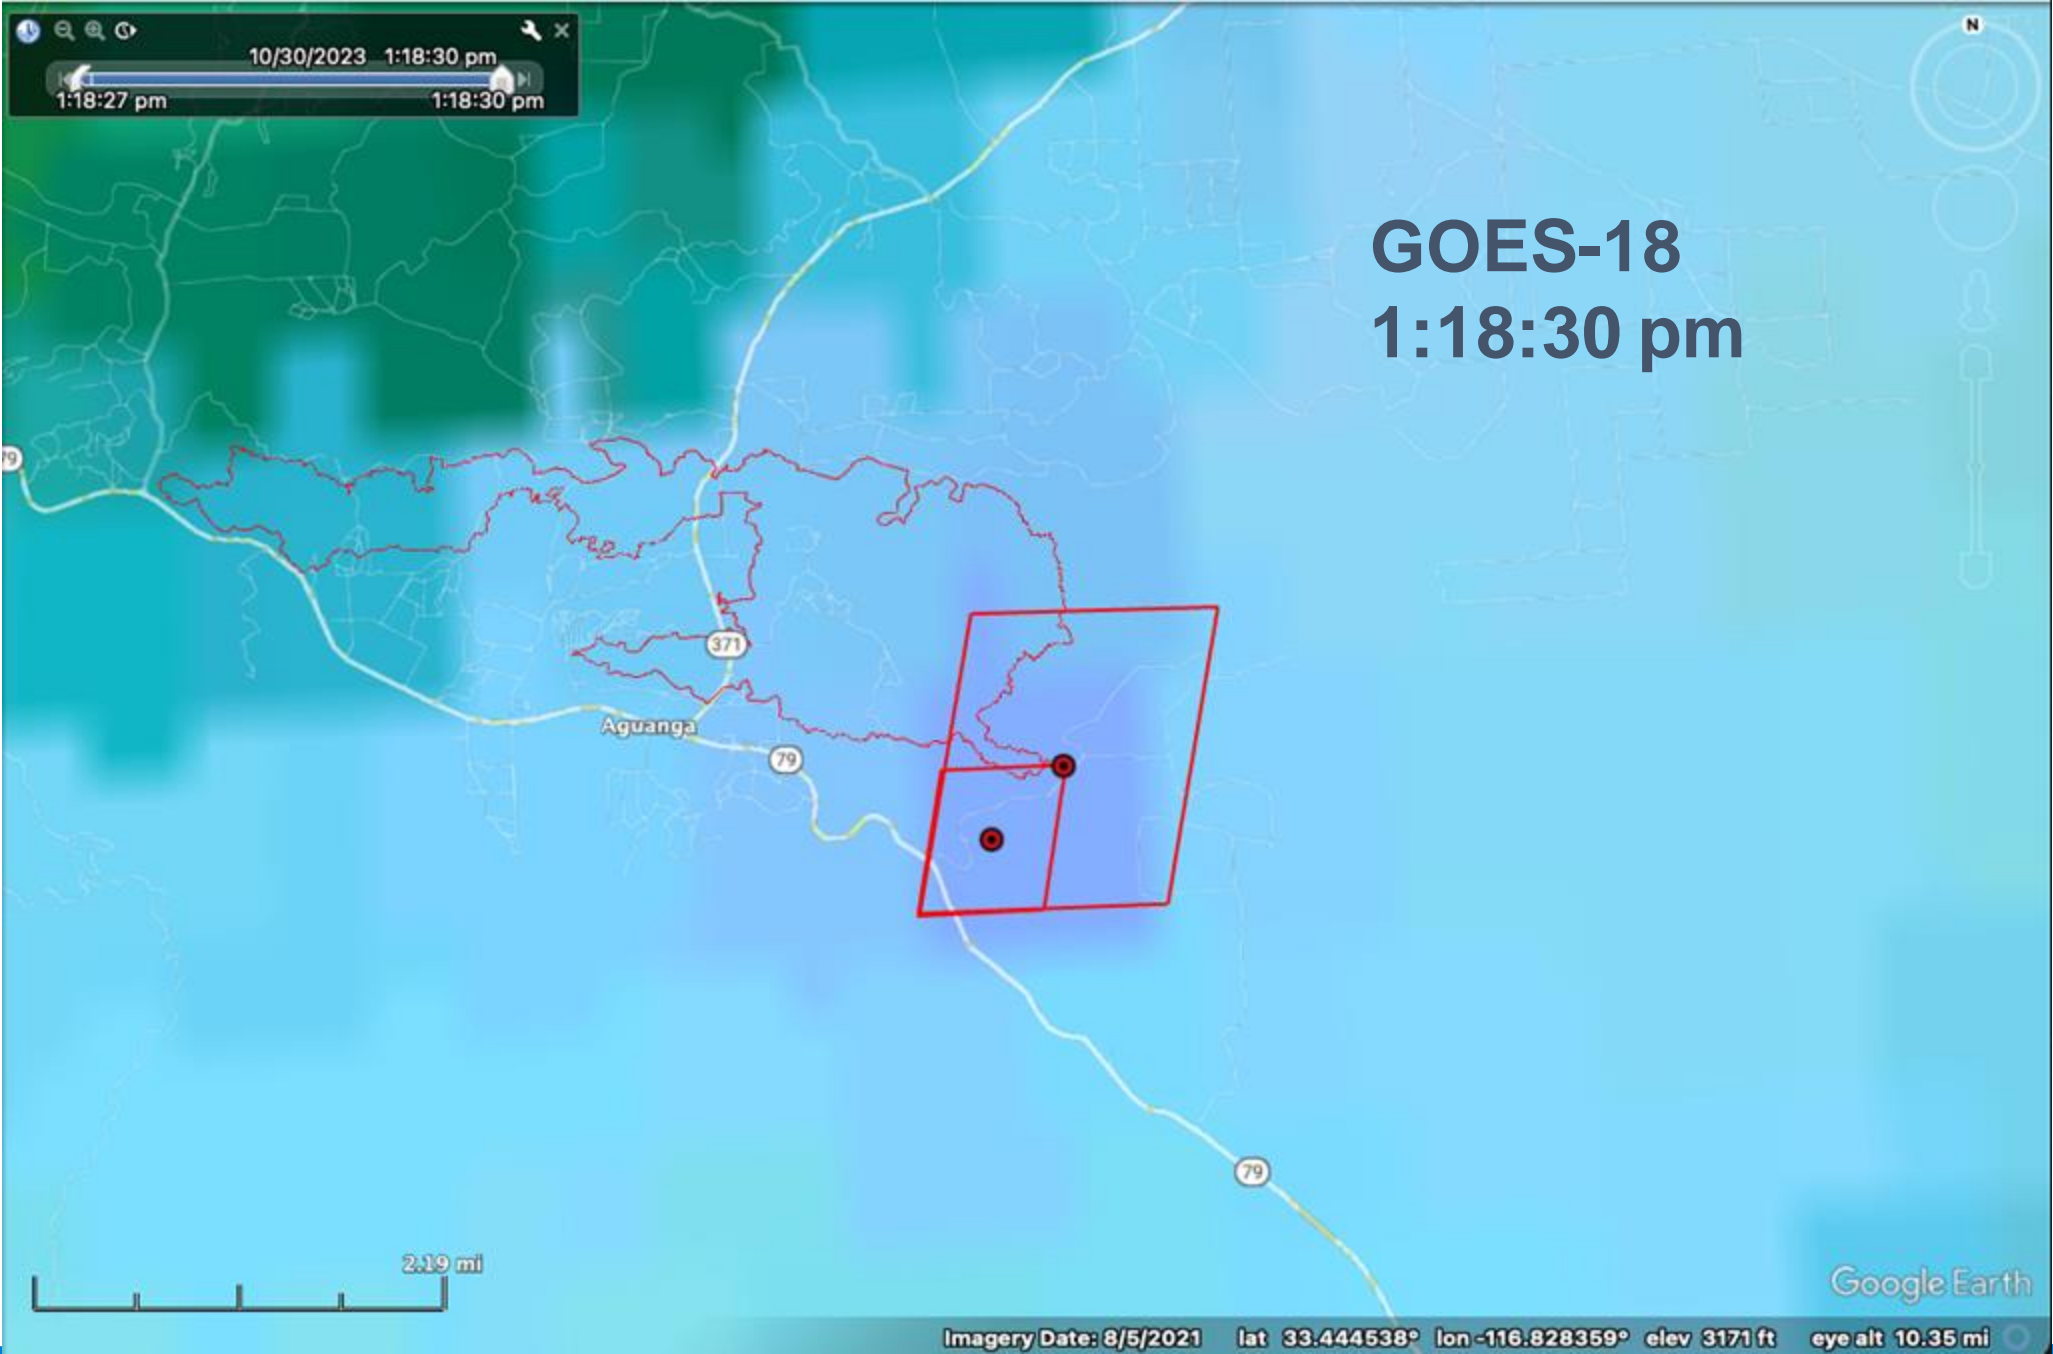 10/30/2023 1:18:30 pm
1:18:27 pm
1:18:30 pm
N
GOES-18
1:18:30 pm
79
371
Aguanga
79
79
2.19 mi
Google Earth
Imagery Date: 8/5/2021 lat 33.444538° lon -116.828359° elev 3171 ft eye alt 10.35 mi